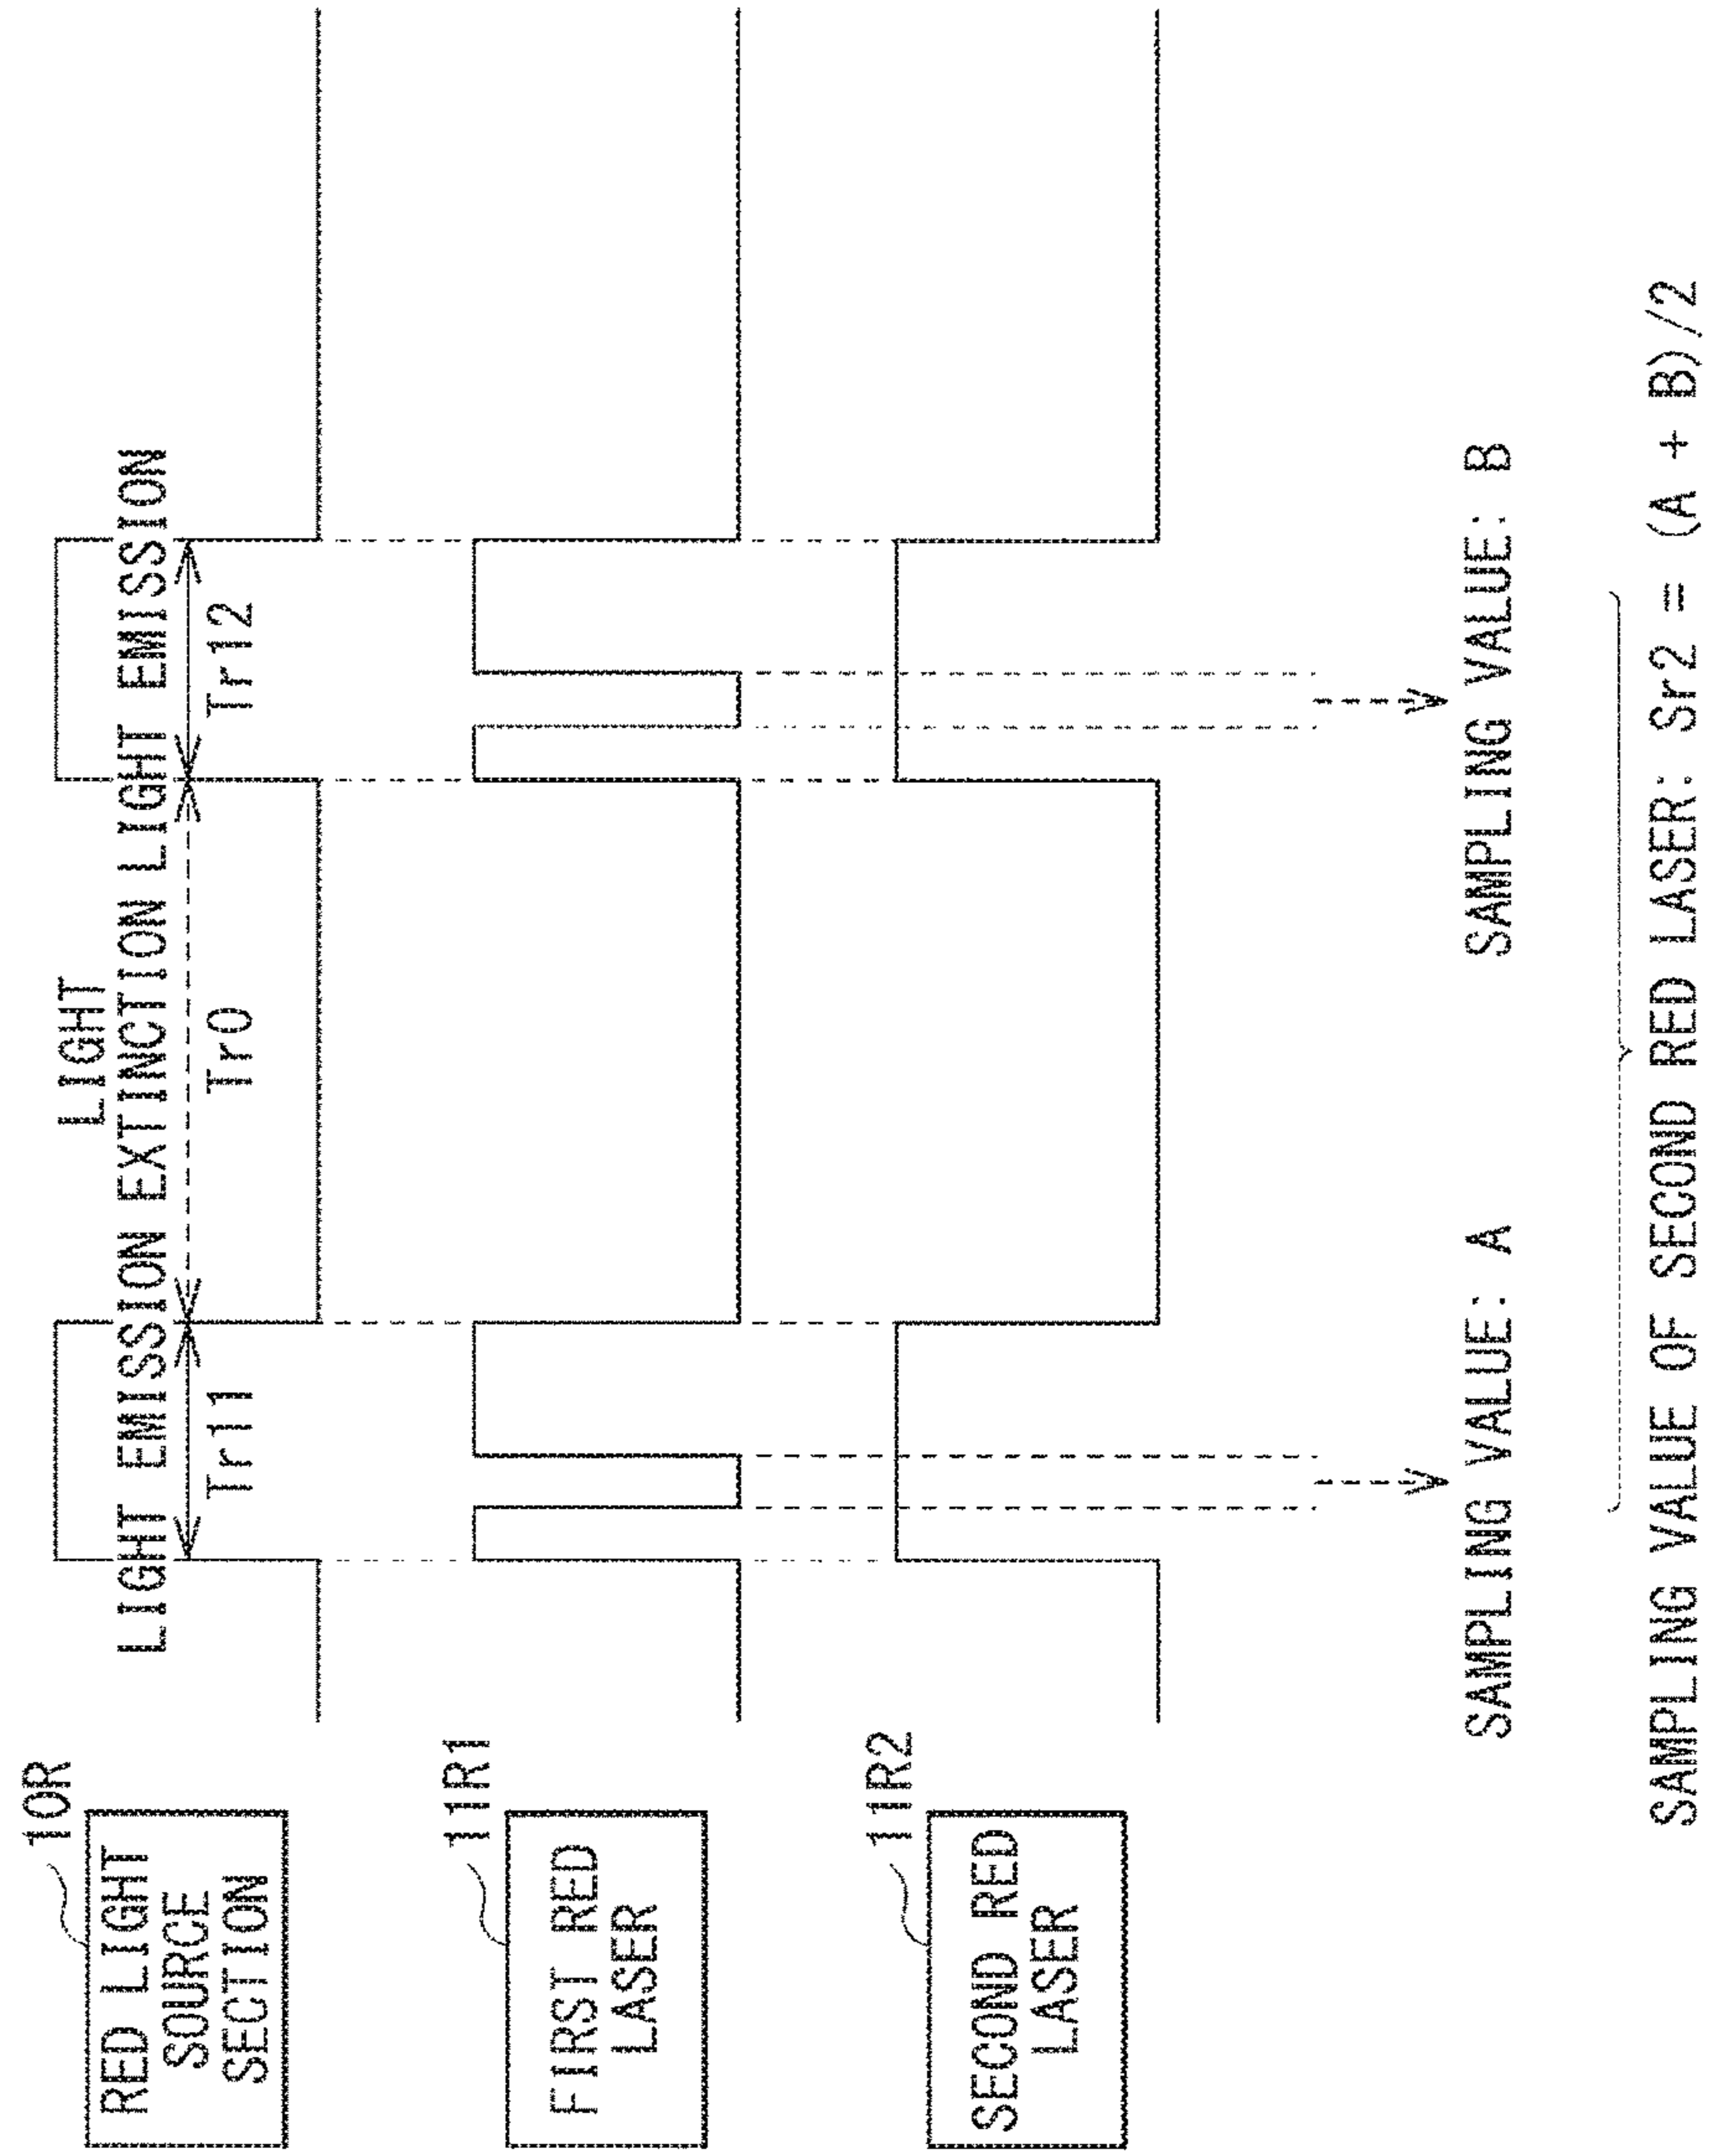 10R
RED LIGHT
SOURCE
SECTION
LIGHT
LIGHT EMISSION EXTINCTION LIGHT EMISSION
Tr11
Tr0
Tr12
11R1
FIRST RED
LASER
11R2
SECOND RED
LASER
SAMPLING VALUE: A
SAMPLING VALUE: B
SAMPLING VALUE OF SECOND RED LASER: Sr2 = (A + B)/2